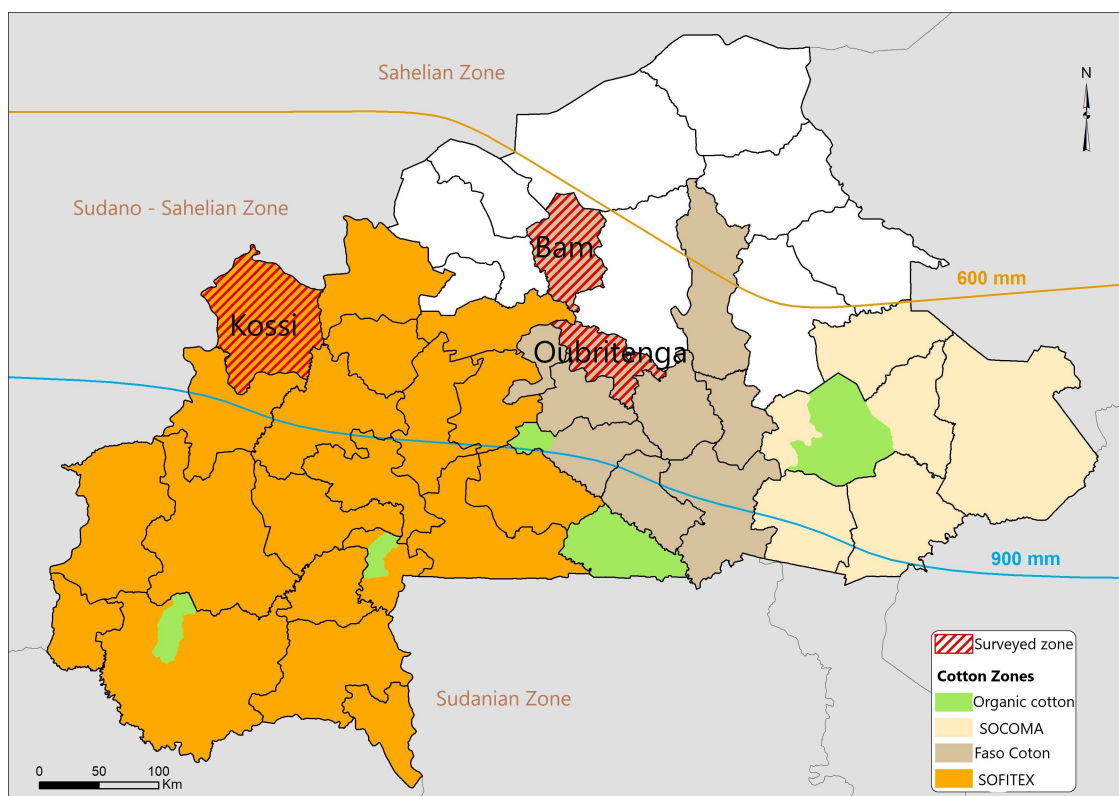 Sahelian Zone
N
Sudano - Sahelian Zone
Bam
600 mm
Kossi
Oubritenga
900 mm
Surveyed zone
Cotton Zones
Organic cotton
SOCOMA
Faso Coton
SOFITEX
Sudanian Zone
0 50 100
Km